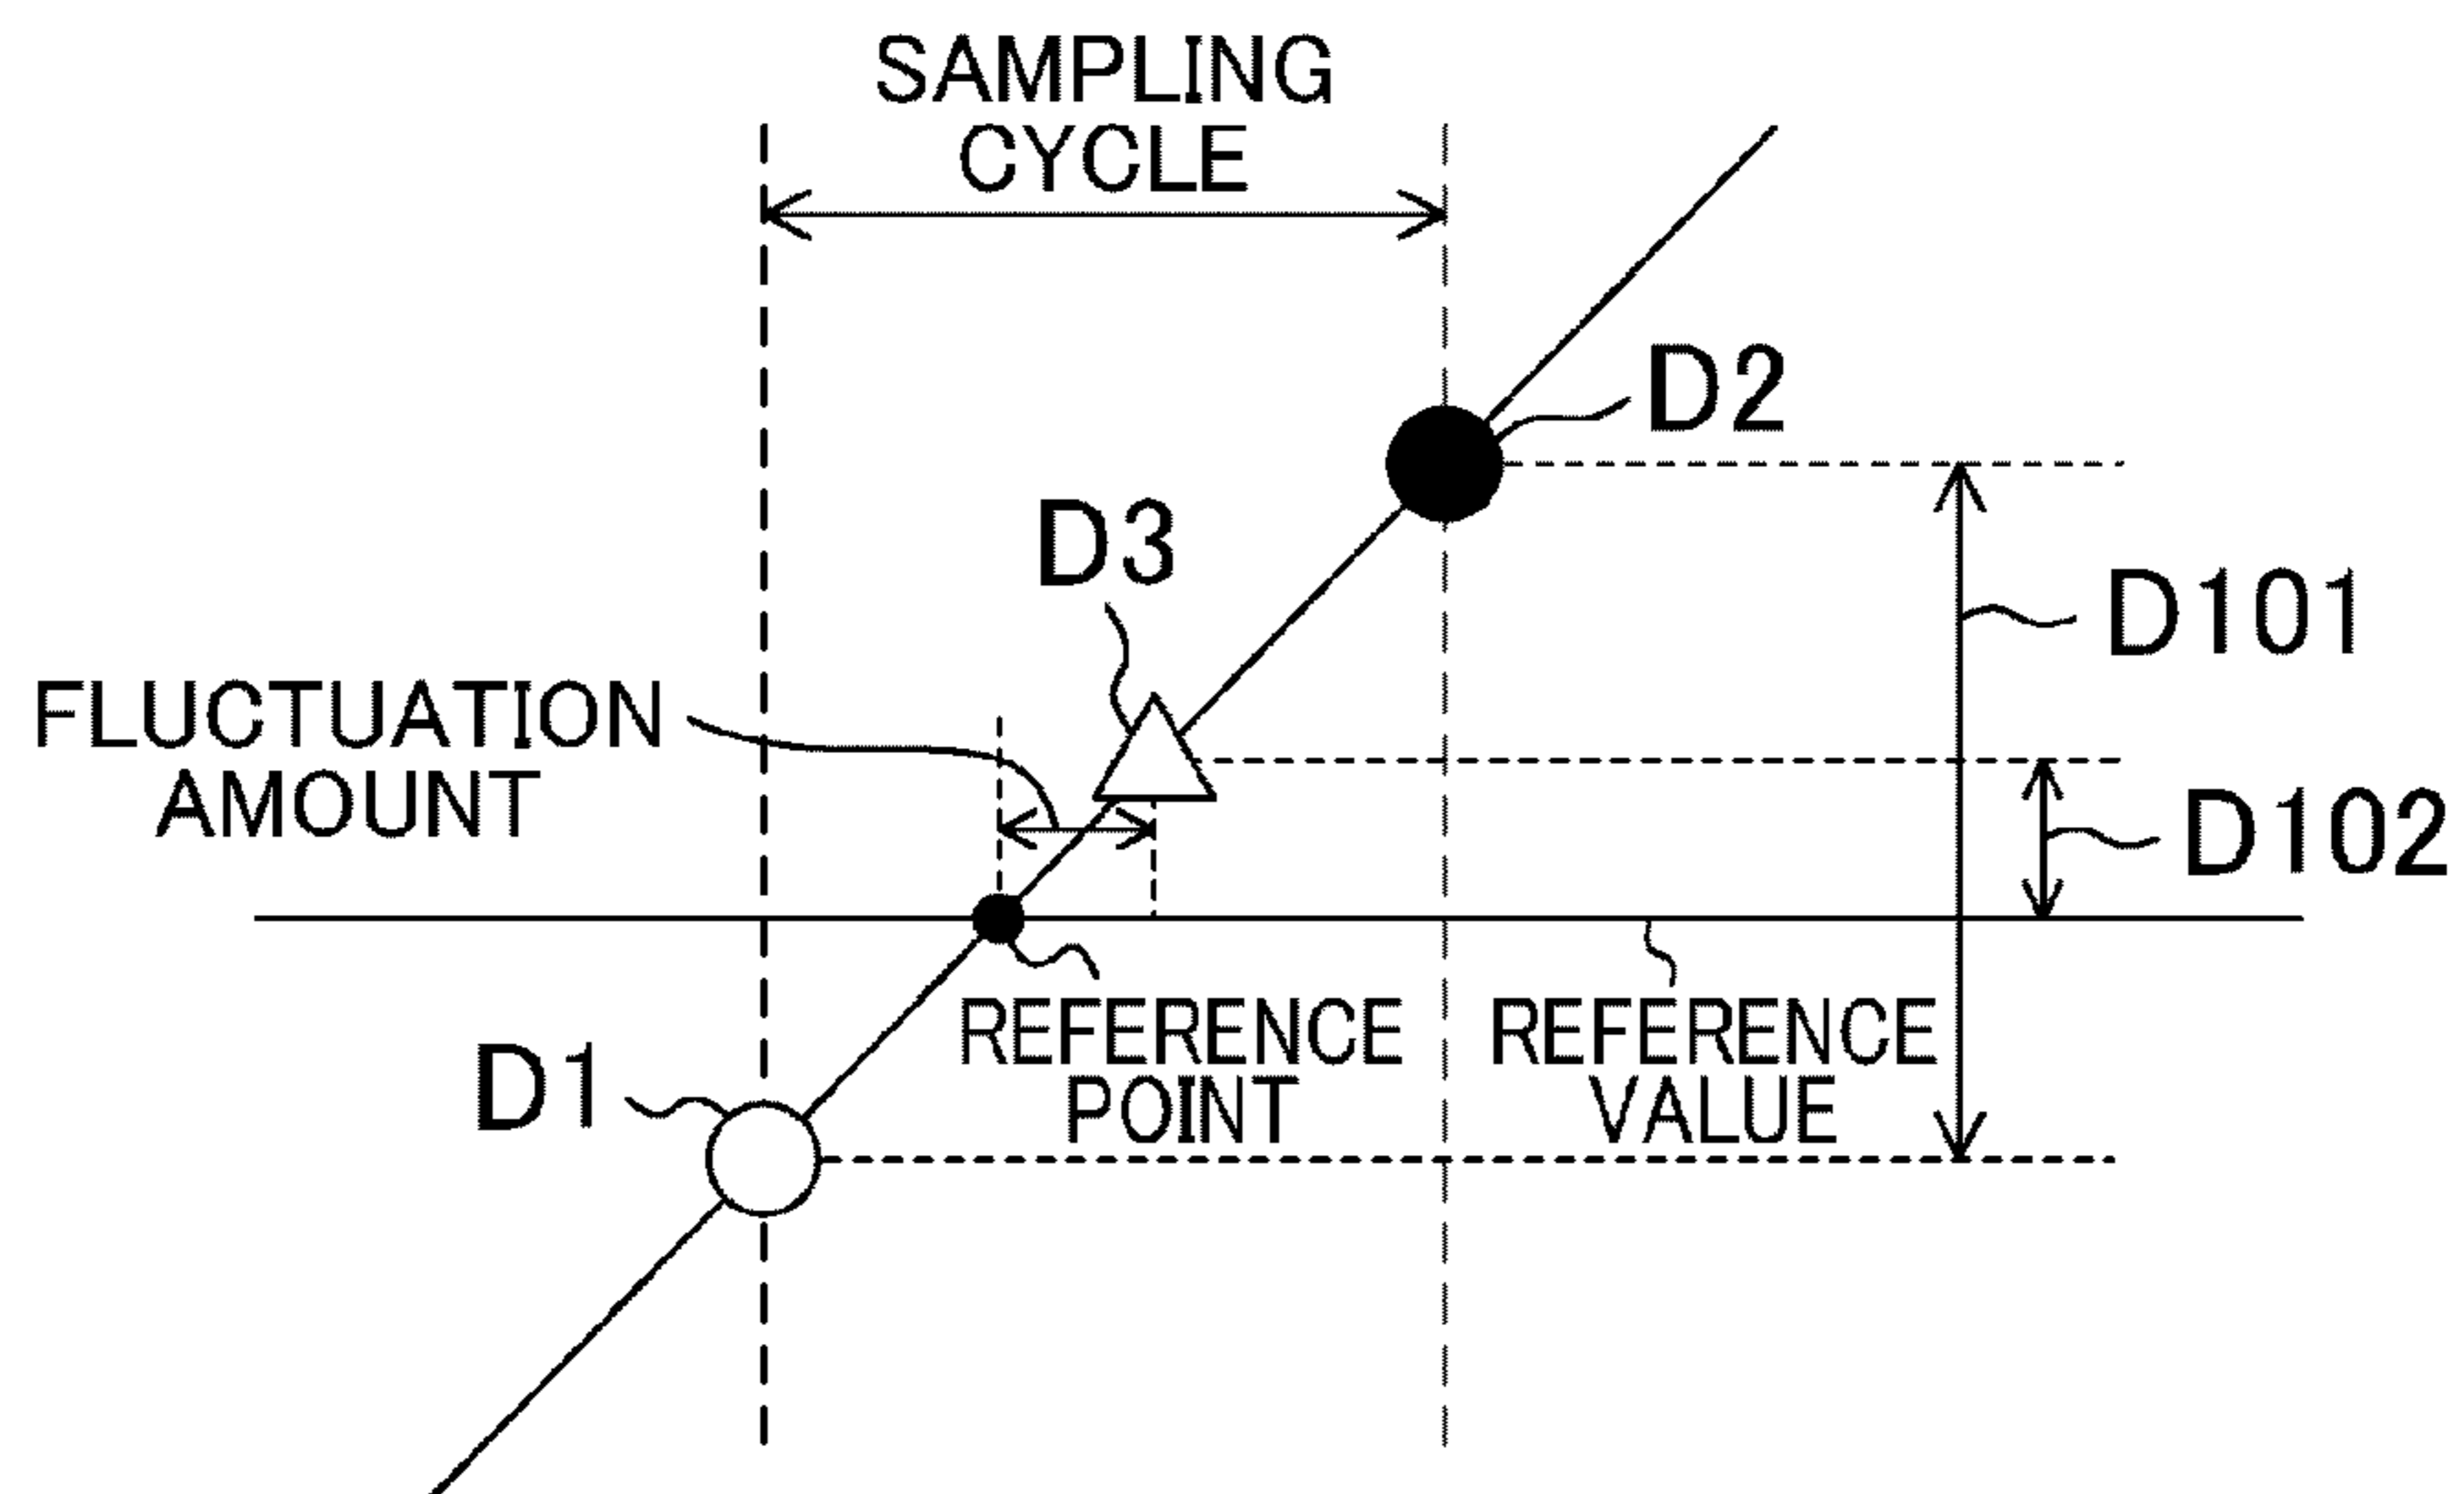 SAMPLING
CYCLE
D2
D3
D101
FLUCTUATION
AMOUNT
D102
REFERENCE
POINT
REFERENCE
VALUE
D1